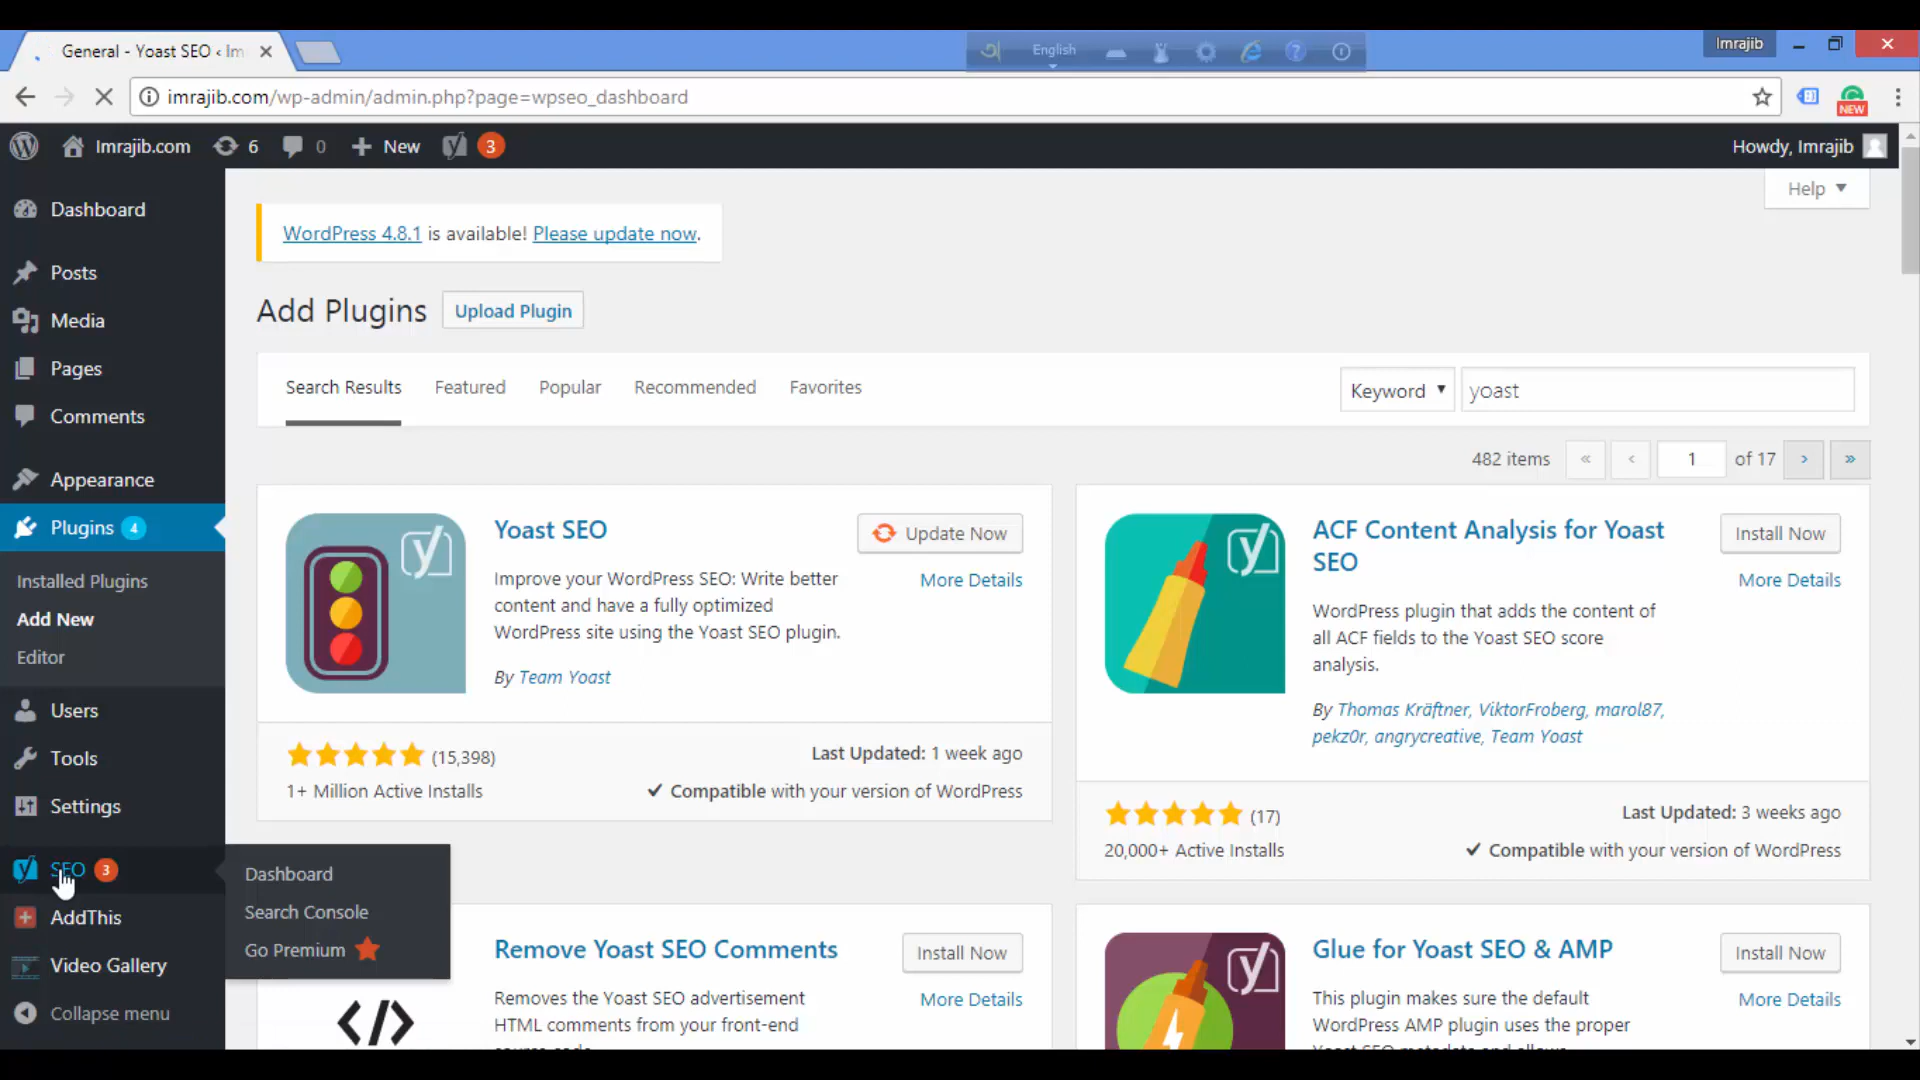 General - Yoast SEO ‹ Im
English
Imrajib
imrajib.com/wp-admin/admin.php?page=wpseo_dashboard
NEW
Imrajib.com
6
0
New
3
Howdy, Imrajib
Help
Dashboard
Posts
Media
Pages
Comments
Appearance
Plugins 4
Installed Plugins
Add New
Editor
Users
Tools
Settings
SEO 3
AddThis
Video Gallery
Collapse menu
Dashboard
Search Console
Go Premium
WordPress 4.8.1 is available! Please update now.
Add Plugins
Upload Plugin
Search Results
Featured
Popular
Recommended
Favorites
Keyword
yoast
482 items
«
‹
1
of 17
›
»
Yoast SEO
Update Now
More Details
Improve your WordPress SEO: Write better
content and have a fully optimized
WordPress site using the Yoast SEO plugin.
By Team Yoast
(15,398)
Last Updated: 1 week ago
1+ Million Active Installs
Compatible with your version of WordPress
ACF Content Analysis for Yoast
SEO
Install Now
More Details
WordPress plugin that adds the content of
all ACF fields to the Yoast SEO score
analysis.
By Thomas Kräftner, ViktorFroberg, marol87,
pekz0r, angrycreative, Team Yoast
(17)
Last Updated: 3 weeks ago
20,000+ Active Installs
Compatible with your version of WordPress
Remove Yoast SEO Comments
Install Now
More Details
Removes the Yoast SEO advertisement
HTML comments from your front-end
</>
Glue for Yoast SEO & AMP
Install Now
More Details
This plugin makes sure the default
WordPress AMP plugin uses the proper